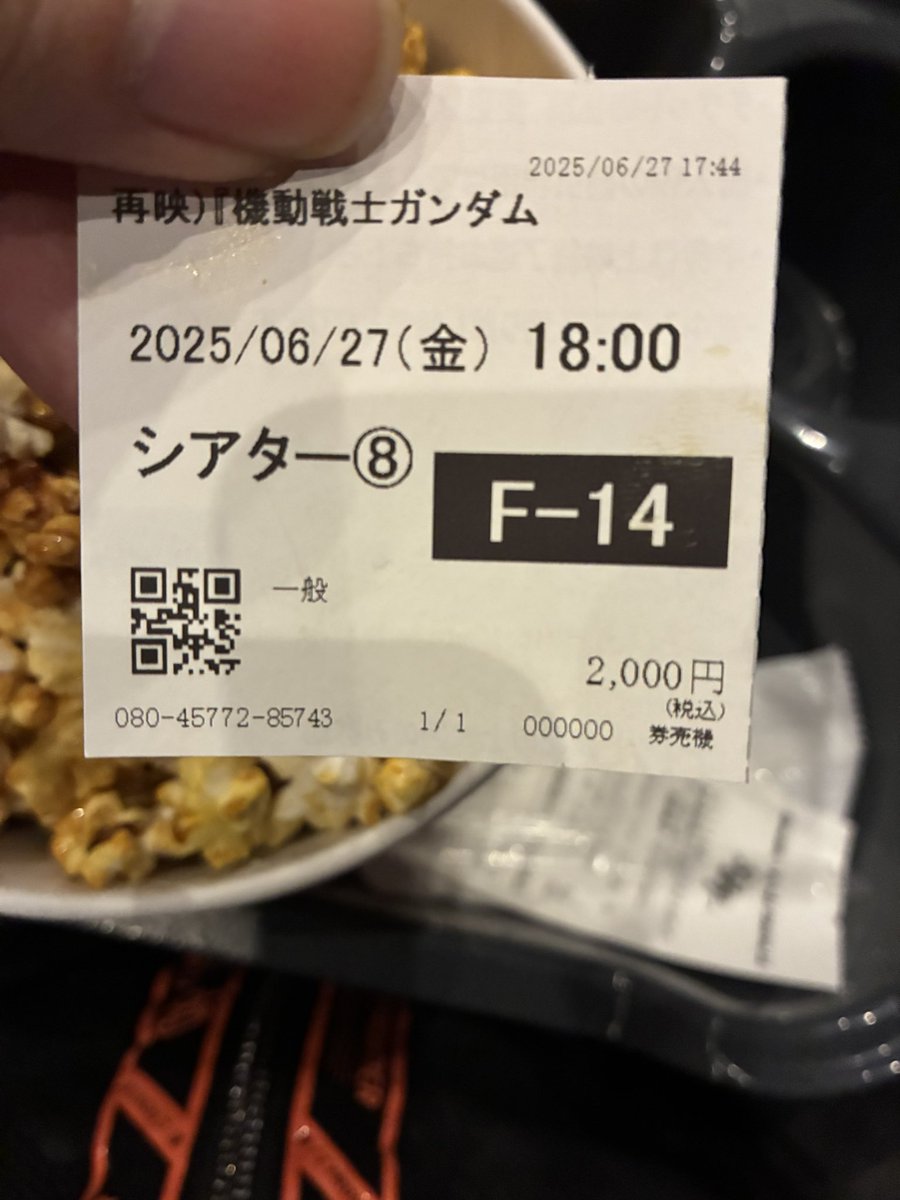 2025/06/27 17:44
再映)『機動戦士ガンダム
2025/06/27(金) 18:00
シアター⑧
F-14
一般
2,000円
(税込)
080-45772-85743 1/1 000000 券売機